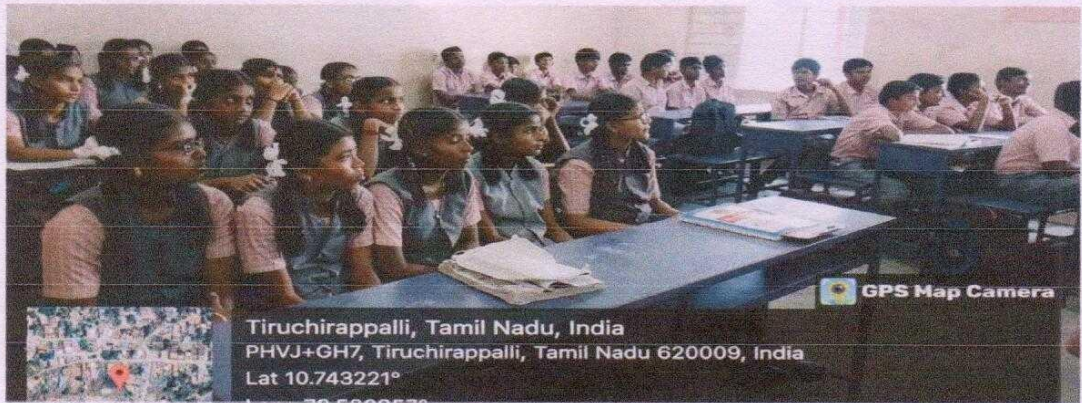 GPS Map Camera
Tiruchirappalli, Tamil Nadu, India
PHVJ+GH7, Tiruchirappalli, Tamil Nadu 620009, India
Lat 10.743221°